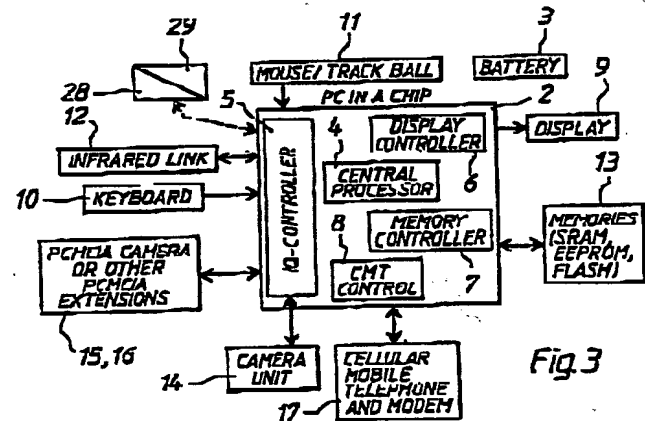 29
28
11
MOUSE/TRACK BALL
3
BATTERY
PC IN A CHIP
2
9
DISPLAY
12
INFRARED LINK
10
KEYBOARD
PCMCIA CAMERA
OR OTHER
PCMCIA
EXTENSIONS
15, 16
5
IO-CONTROLLER
4
DISPLAY
CONTROLLER
6
CENTRAL
PROCESSOR
MEMORY
CONTROLLER
7
8
CMT
CONTROL
13
MEMORIES
(SRAM,
EEPROM,
FLASH)
14
CAMERA
UNIT
17
CELLULAR
MOBILE
TELEPHONE
AND MODEM
Fig.3